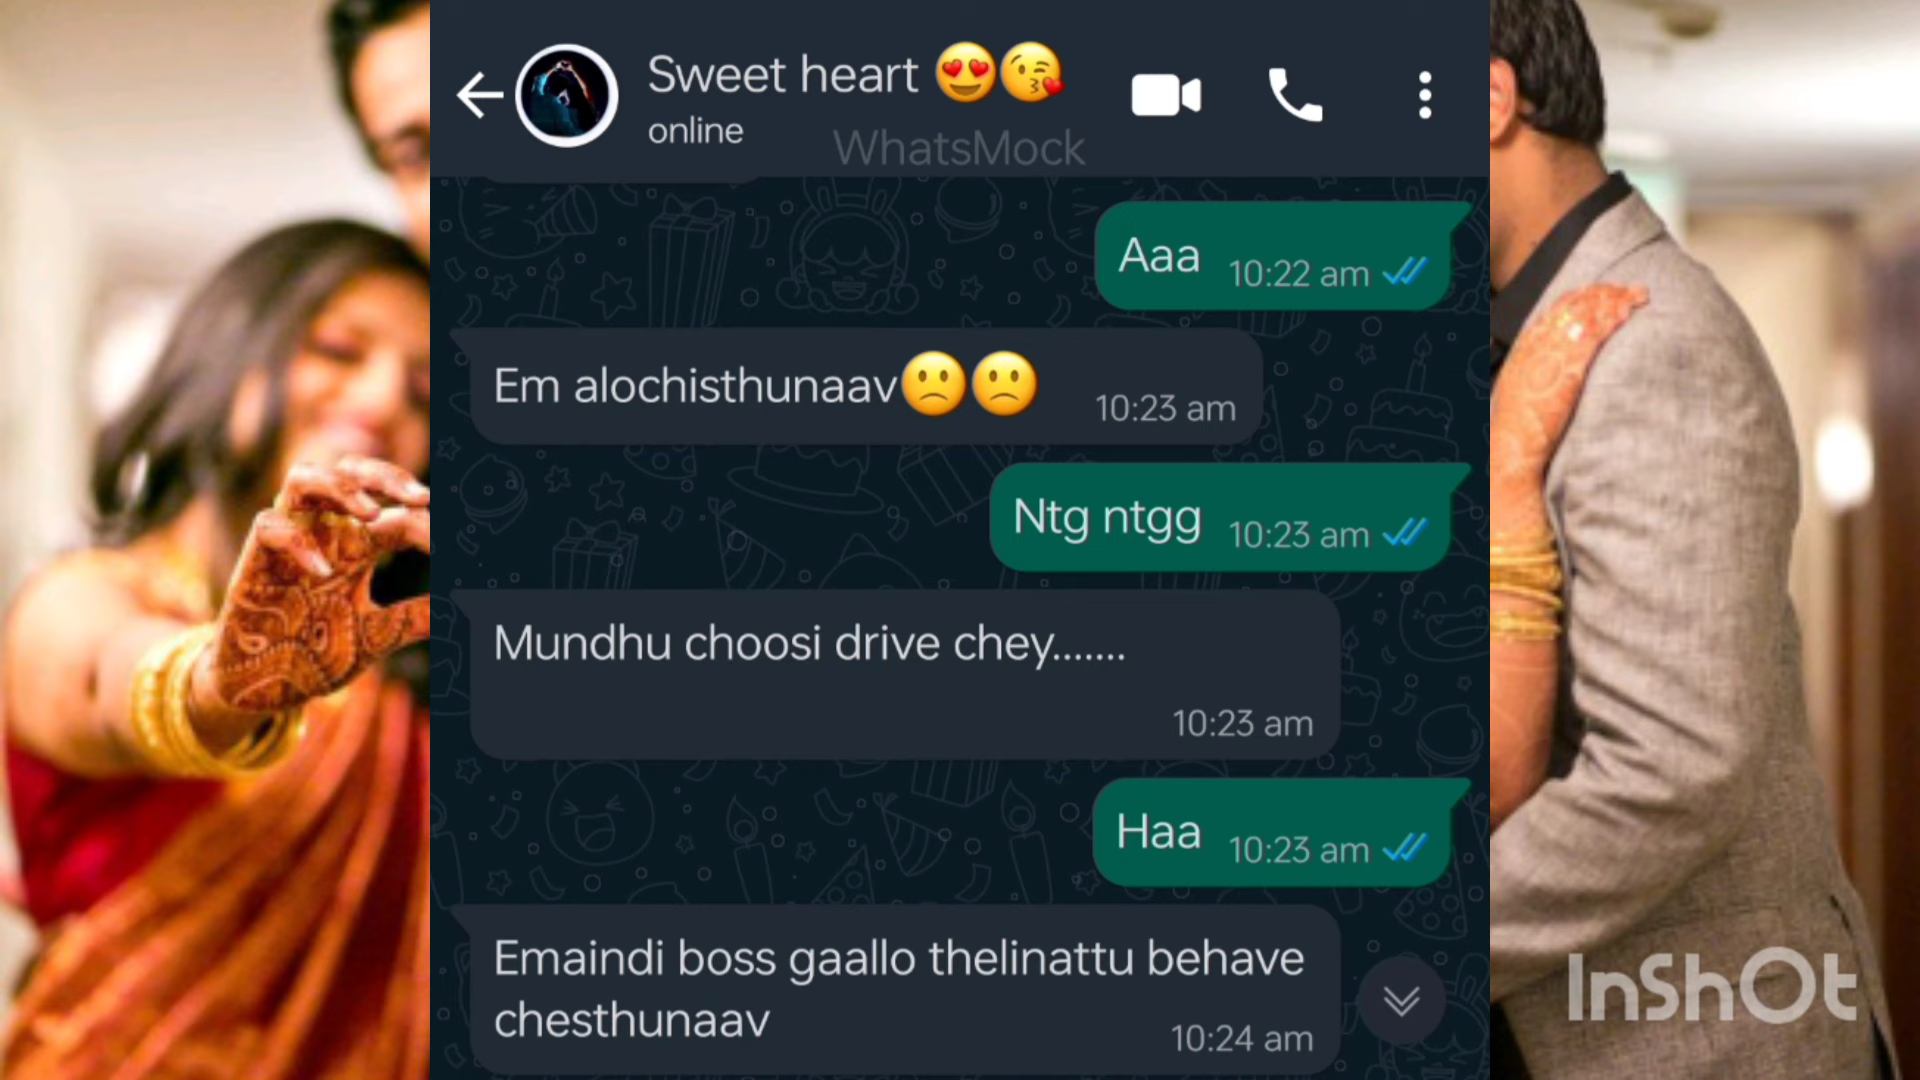 Sweet heart 😍😘
online
WhatsMock
Aaa 10:22 am
Em alochisthunaav🙁🙁 10:23 am
Ntg ntgg 10:23 am
Mundhu choosi drive chey.......
10:23 am
Haa 10:23 am
Emaindi boss gaallo thelinattu behave
chesthunaav 10:24 am
InShOt